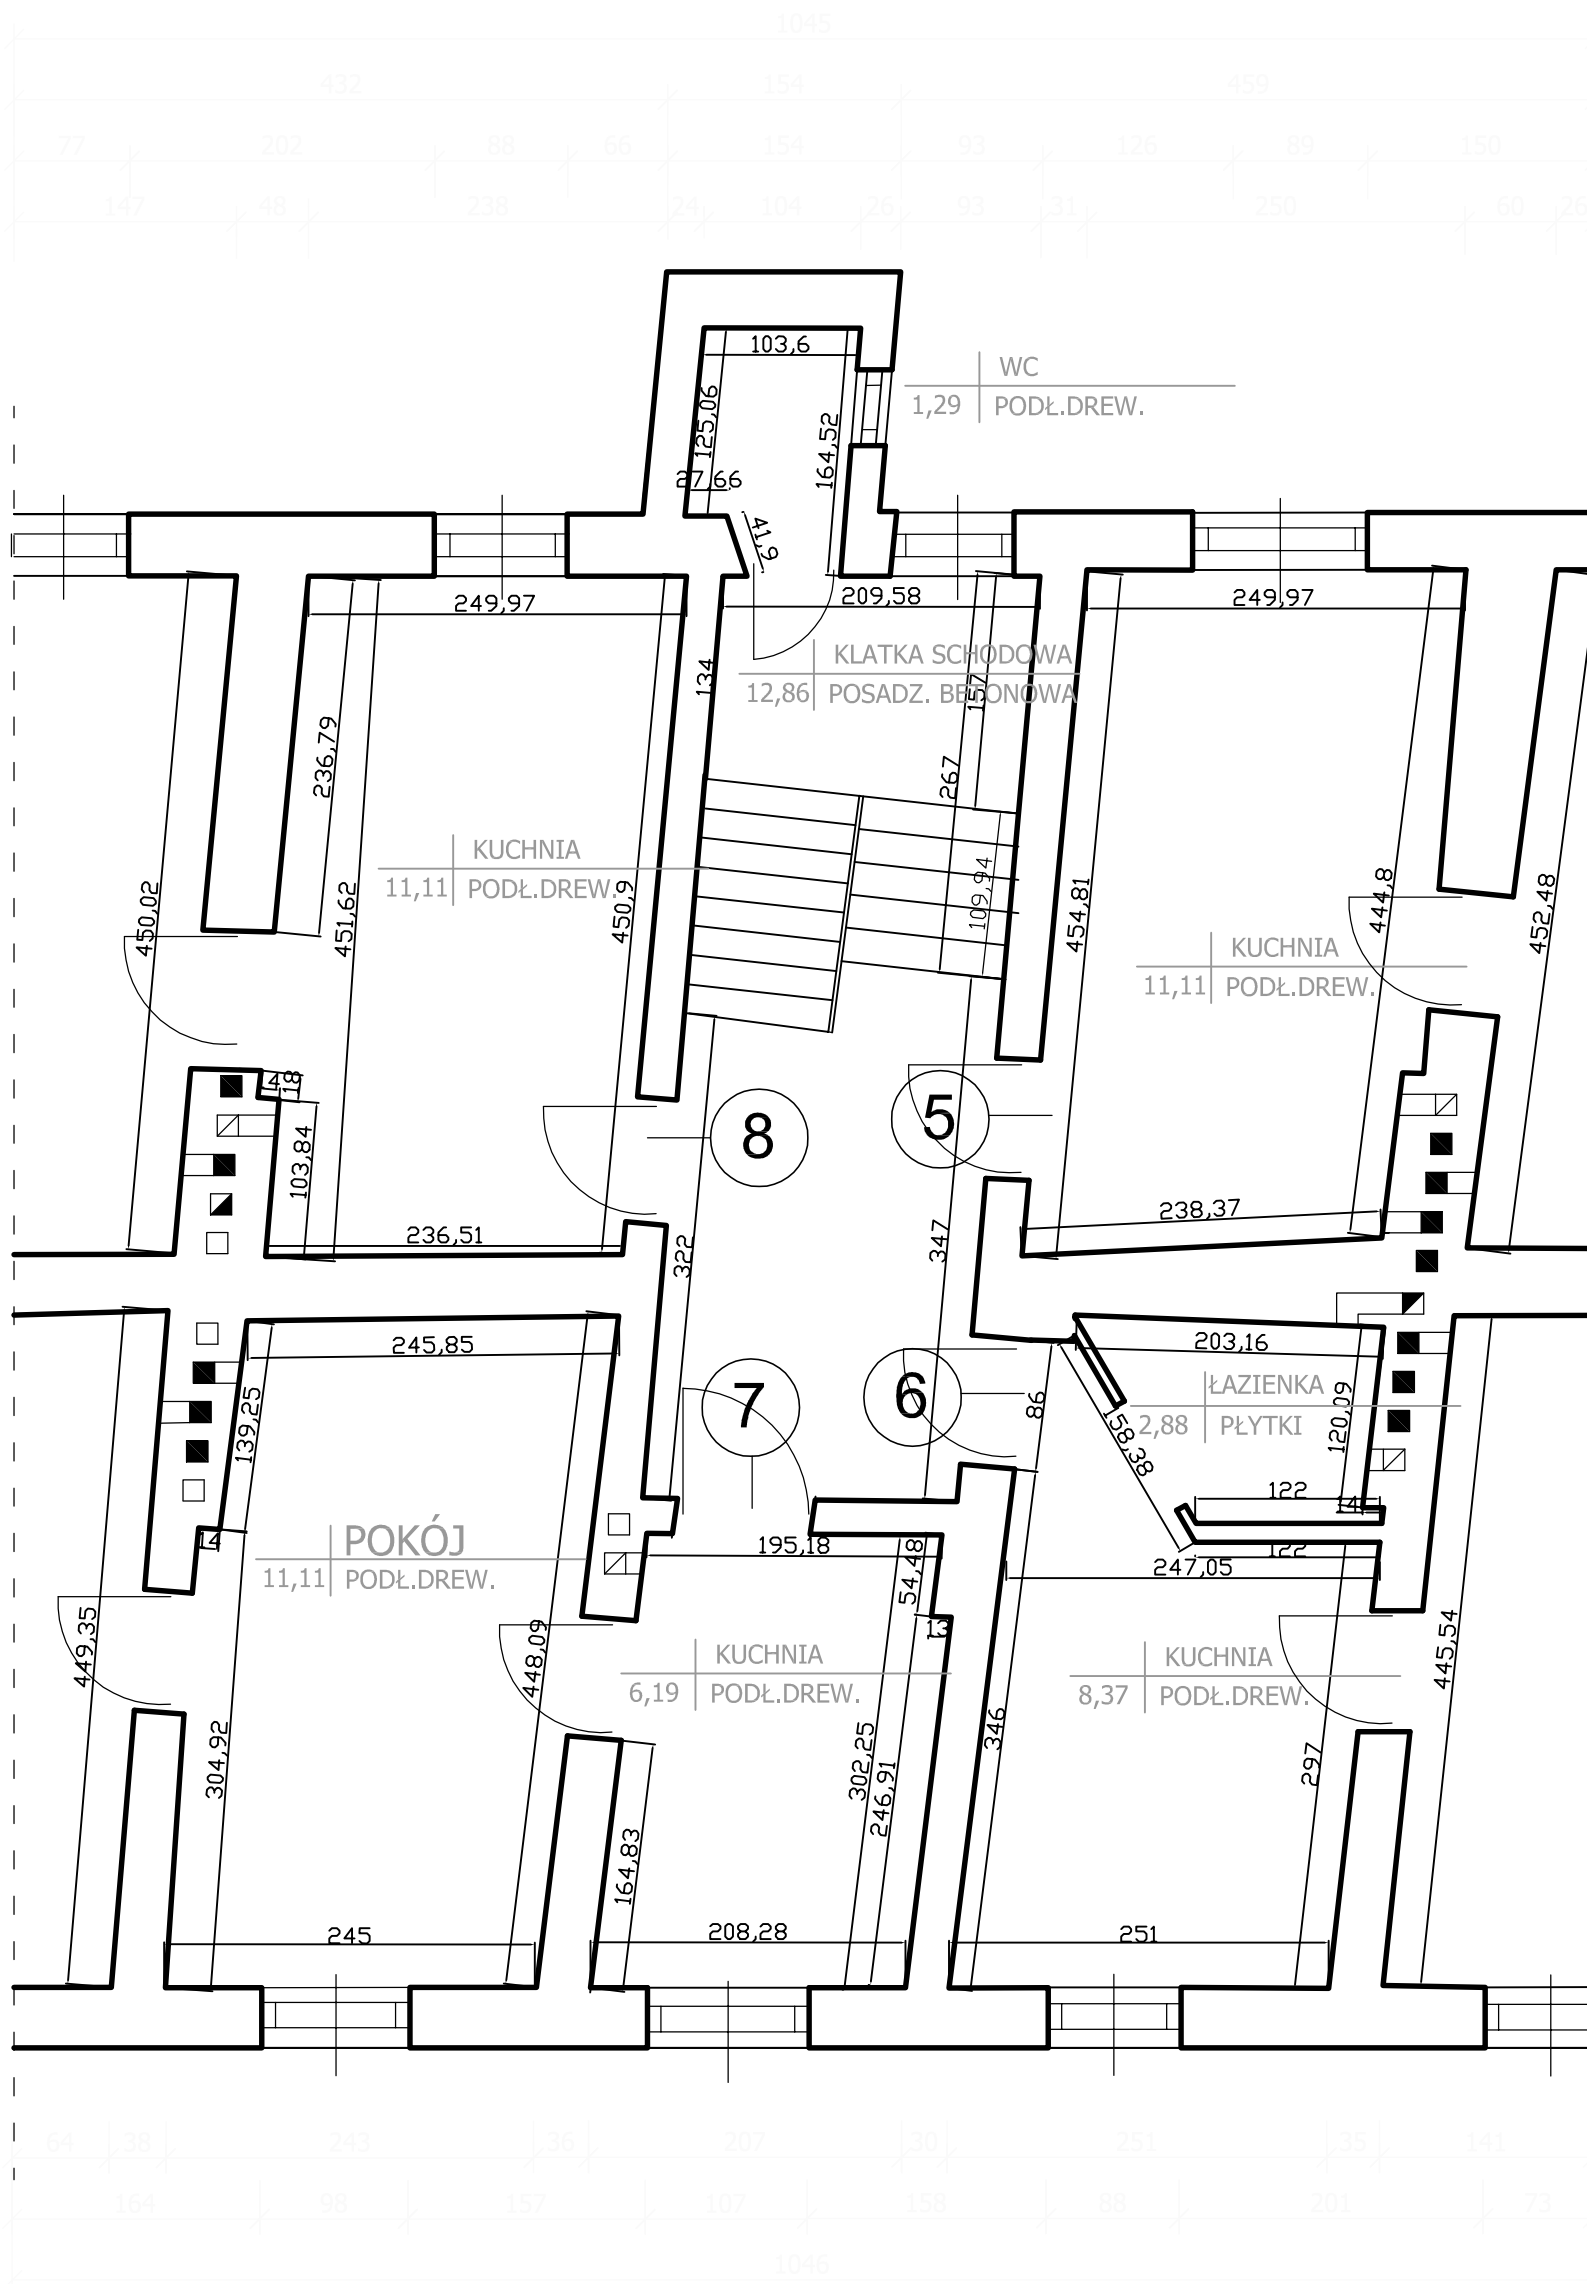 1045
432 154 459
77 202 88 66 154 93 126 89 150
147 48 238 24 104 26 93 31 250 60 26
103,6
WC
1,29 PODŁ.DREW.
125,06
164,52
27,66
41,9
249,97
209,58
249,97
KLATKA SCHODOWA
12,86 POSADZ. BETONOWA
134
157
236,79
267
KUCHNIA
11,11 PODŁ.DREW.
109,94
450,02
451,62
450,9
454,81
444,8
452,48
KUCHNIA
11,11 PODŁ.DREW.
14
18
8
5
103,84
238,37
236,51
322
347
245,85
203,16
ŁAZIENKA
2,88 PŁYTKI
7
6
86
139,25
158,38
120,09
122
14
POKÓJ
11,11 PODŁ.DREW.
14
195,18
54,48
122
247,05
13
449,35
448,09
445,54
KUCHNIA
6,19 PODŁ.DREW.
KUCHNIA
8,37 PODŁ.DREW.
304,92
302,25
246,91
346
297
164,83
245
208,28
251
64 38 243 36 207 30 251 35 141
164 98 157 107 158 88 201 73
1046